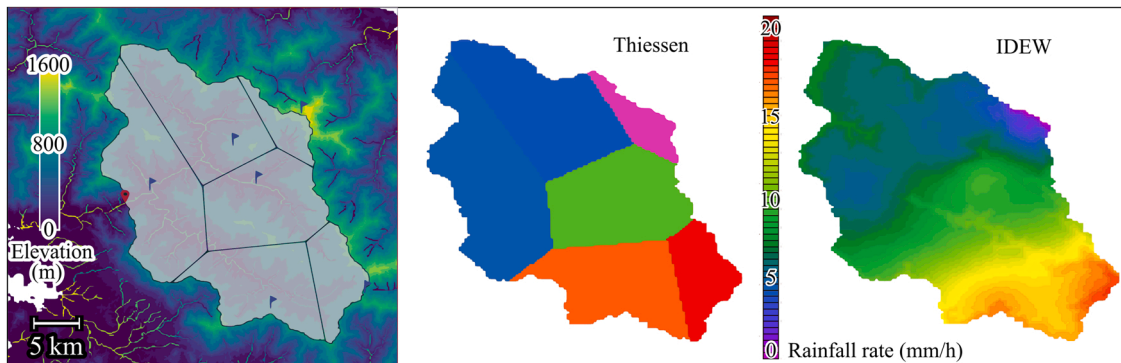 1600
800
0
Elevation
(m)
5 km
Thiessen
20
15
10
5
0
IDEW
Rainfall rate (mm/h)